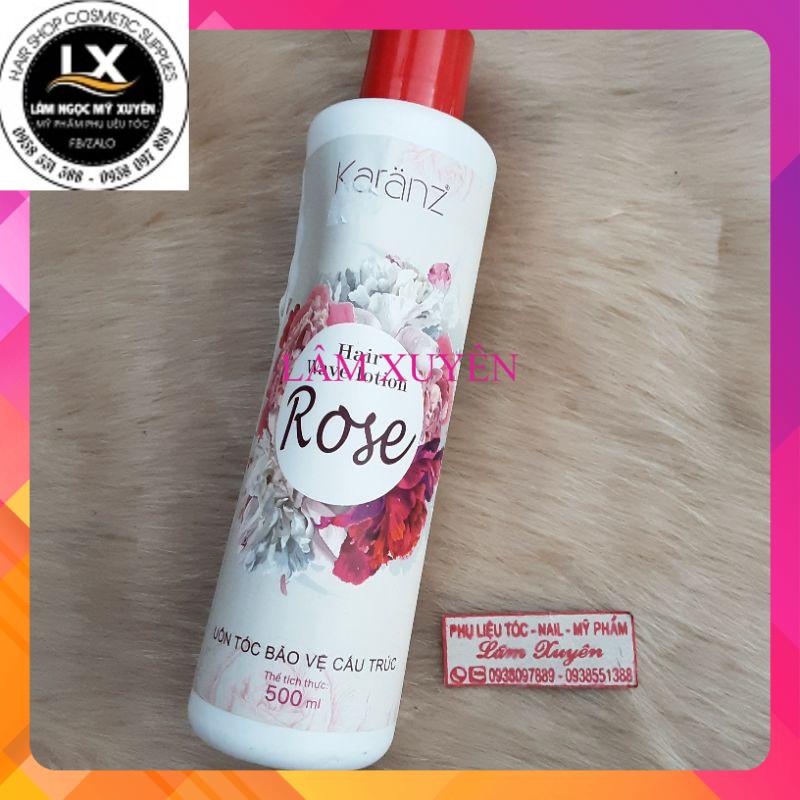 HAIR SHOP COSMETIC SUPPLIES
LX
LÂM NGỌC MỸ XUYÊN
MỸ PHẨM PHỤ LIỆU TÓC
FB/ZALO
0938 551 388 - 0938 097 889
Karänz®
Hair
Wave lotion
LÂM XUYÊN
Rose
UỐN TÓC BẢO VỆ CẤU TRÚC
Thể tích thực:
500 ml
PHỤ LIỆU TÓC - NAIL - MỸ PHẨM
Lâm Xuyên
0938097889 - 0938551388